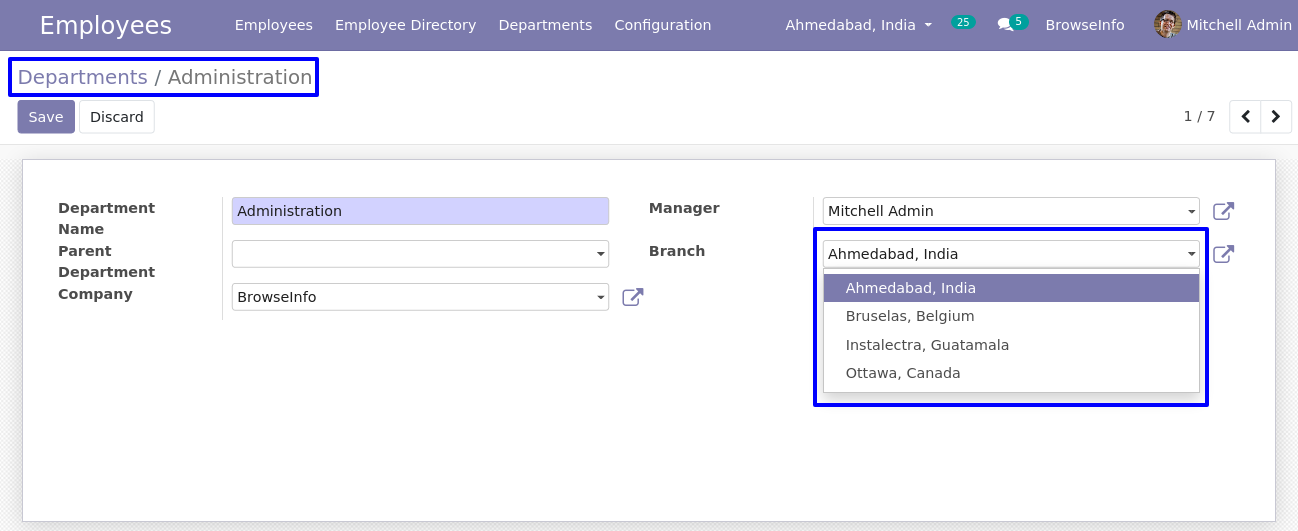 Employees Employees Employee Directory Departments Configuration Ahmedabad, India 25 5 BrowseInfo Mitchell Admin
Departments / Administration
Save Discard 1 / 7
Department Name Administration Manager Mitchell Admin
Parent Department Branch Ahmedabad, India
Company BrowseInfo
Ahmedabad, India
Bruselas, Belgium
Instalectra, Guatamala
Ottawa, Canada